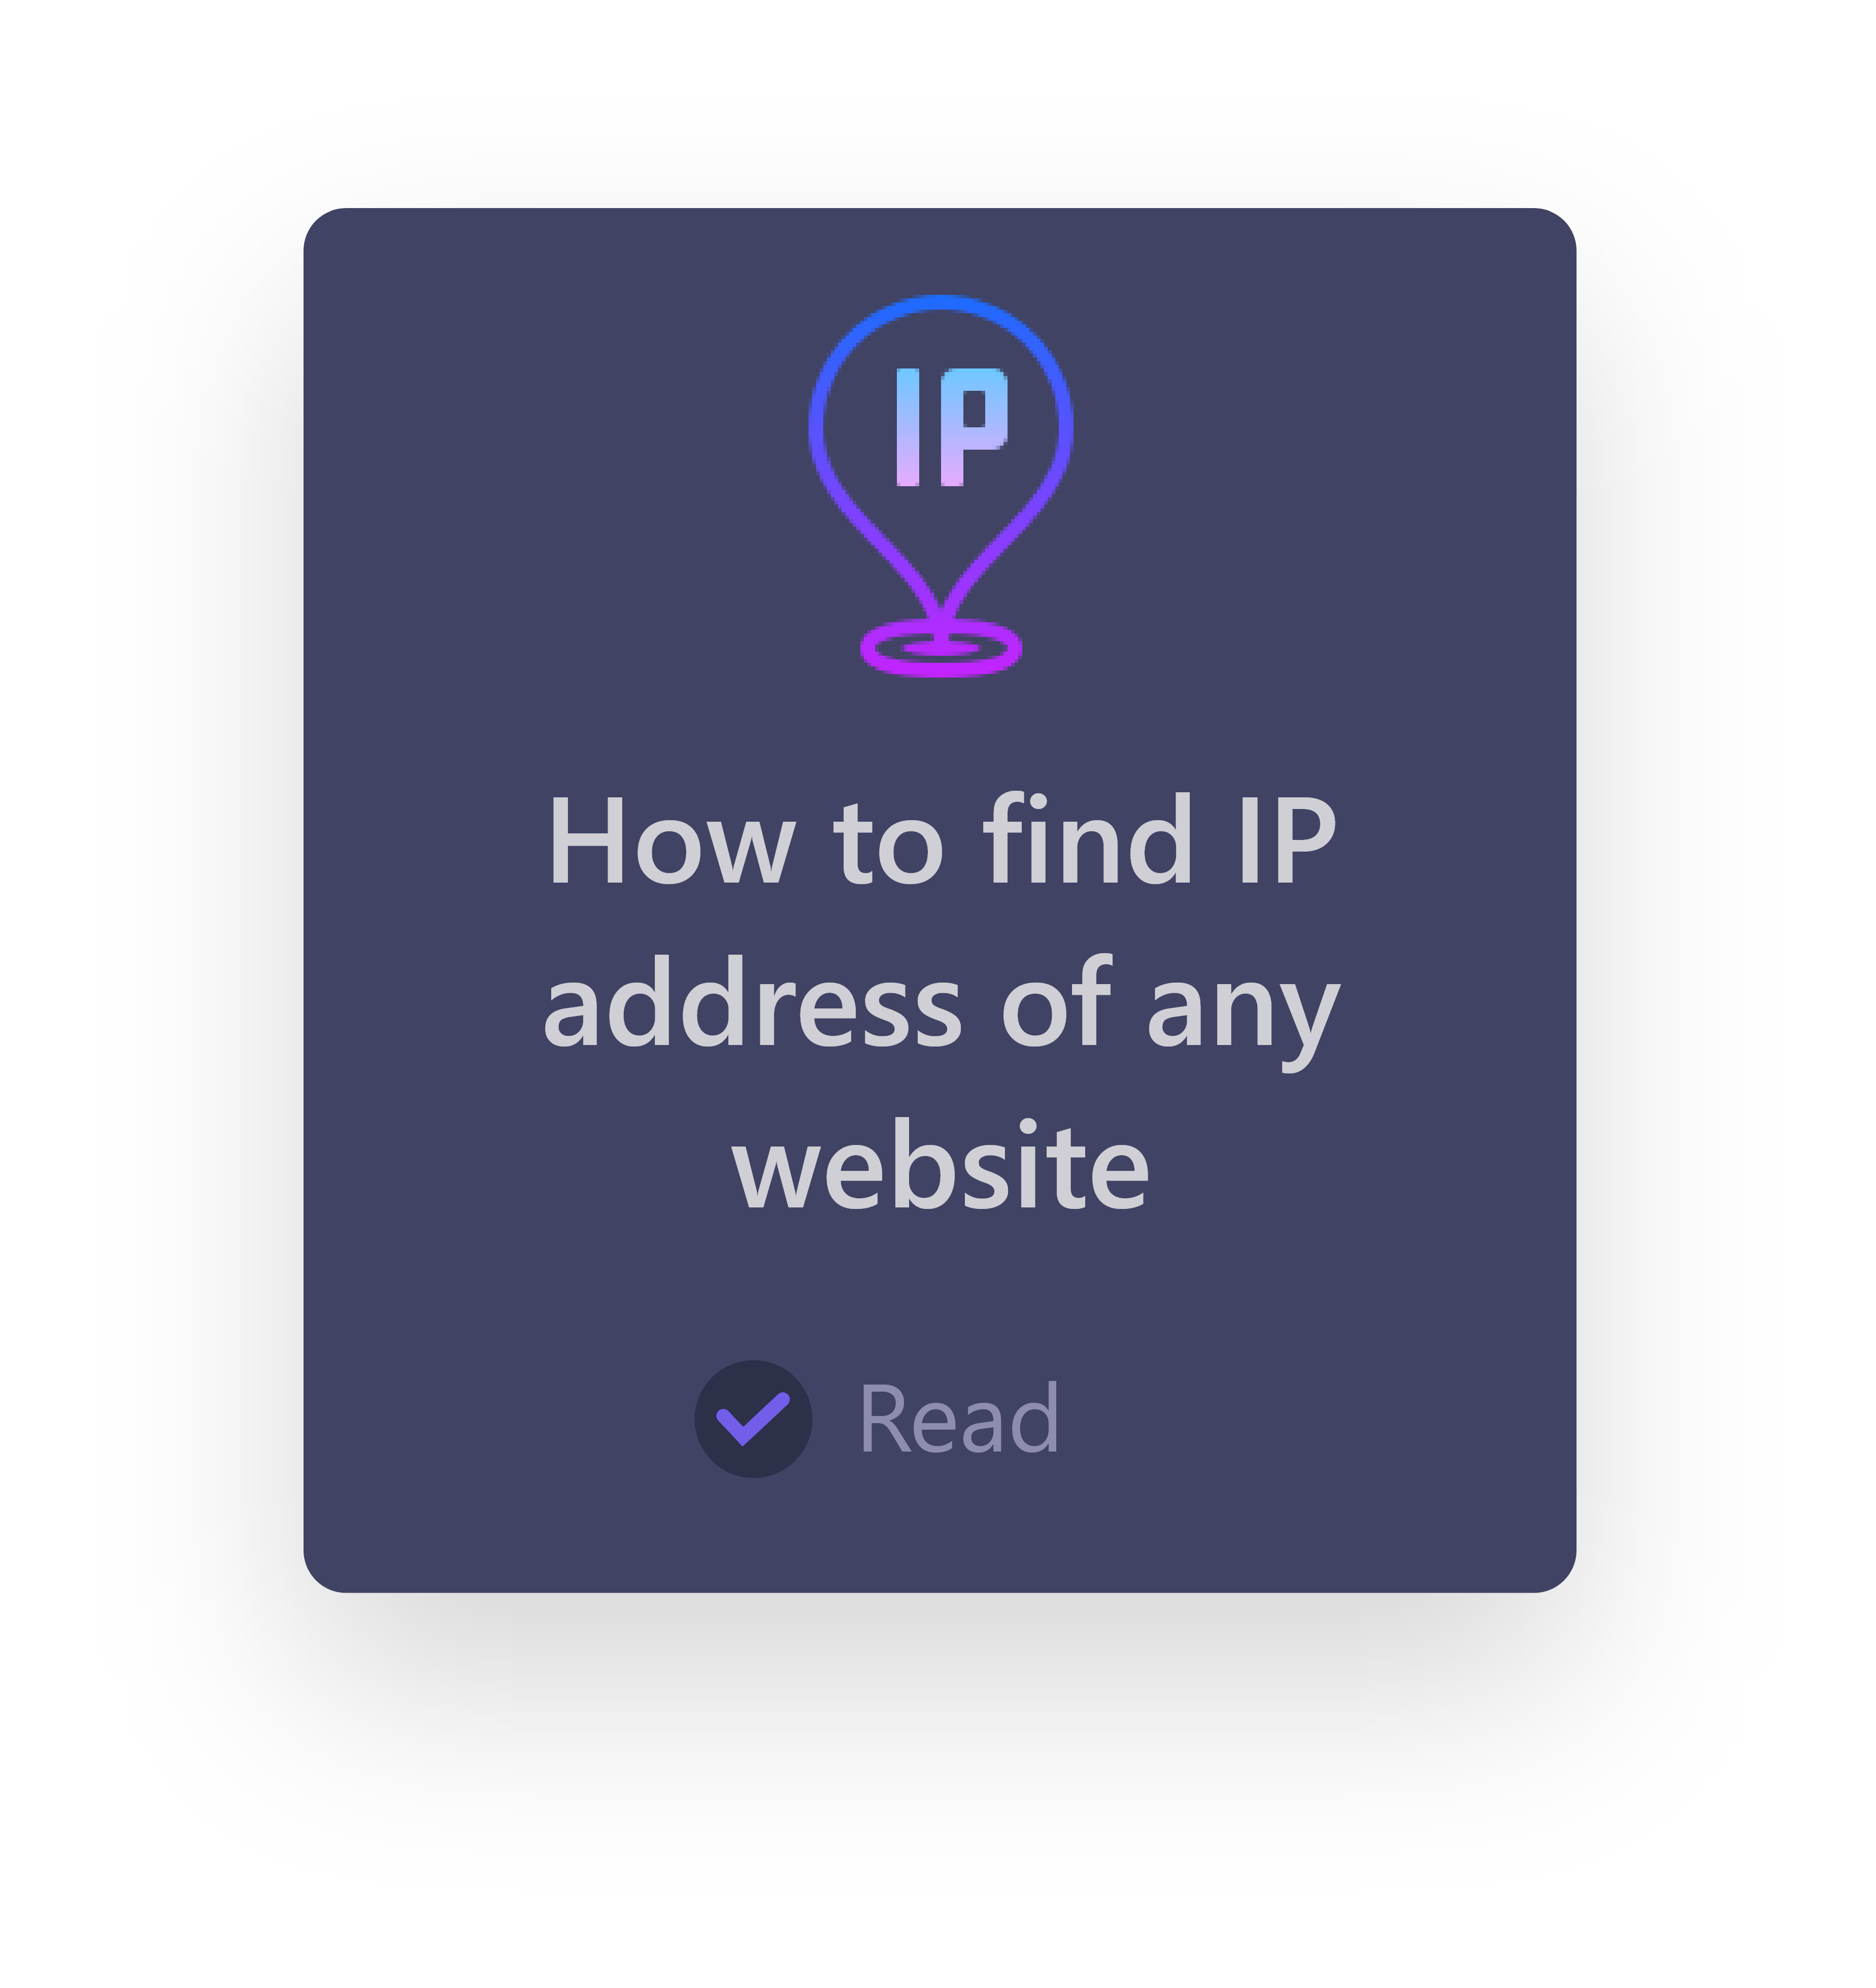 IP
How to find IP
address of any
website
Read